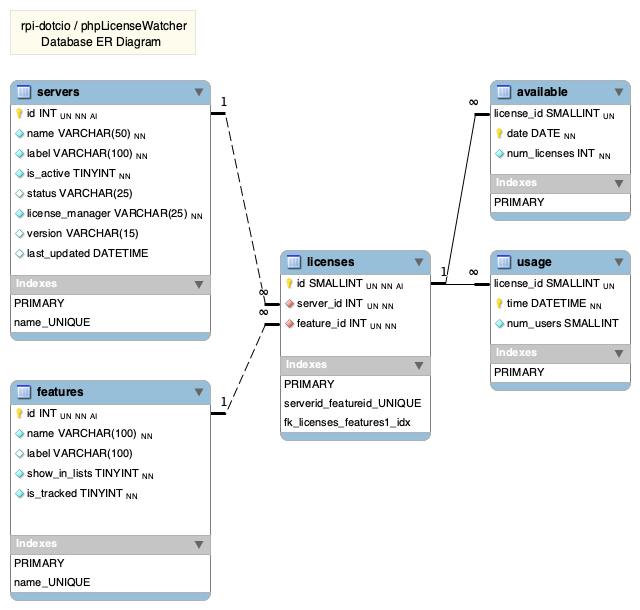 rpi-dotcio / phpLicenseWatcher
Database ER Diagram
servers
id INT UN NN AI
name VARCHAR(50) NN
label VARCHAR(100) NN
is_active TINYINT NN
status VARCHAR(25)
license_manager VARCHAR(25) NN
version VARCHAR(15)
last_updated DATETIME
Indexes
PRIMARY
name_UNIQUE
features
id INT UN NN AI
name VARCHAR(100) NN
label VARCHAR(100)
show_in_lists TINYINT NN
is_tracked TINYINT NN
Indexes
PRIMARY
name_UNIQUE
1
∞
∞
1
licenses
id SMALLINT UN NN AI
server_id INT UN NN
feature_id INT UN NN
Indexes
PRIMARY
serverid_featureid_UNIQUE
fk_licenses_features1_idx
1
∞
∞
available
license_id SMALLINT UN
date DATE NN
num_licenses INT NN
Indexes
PRIMARY
usage
license_id SMALLINT UN
time DATETIME NN
num_users SMALLINT
Indexes
PRIMARY